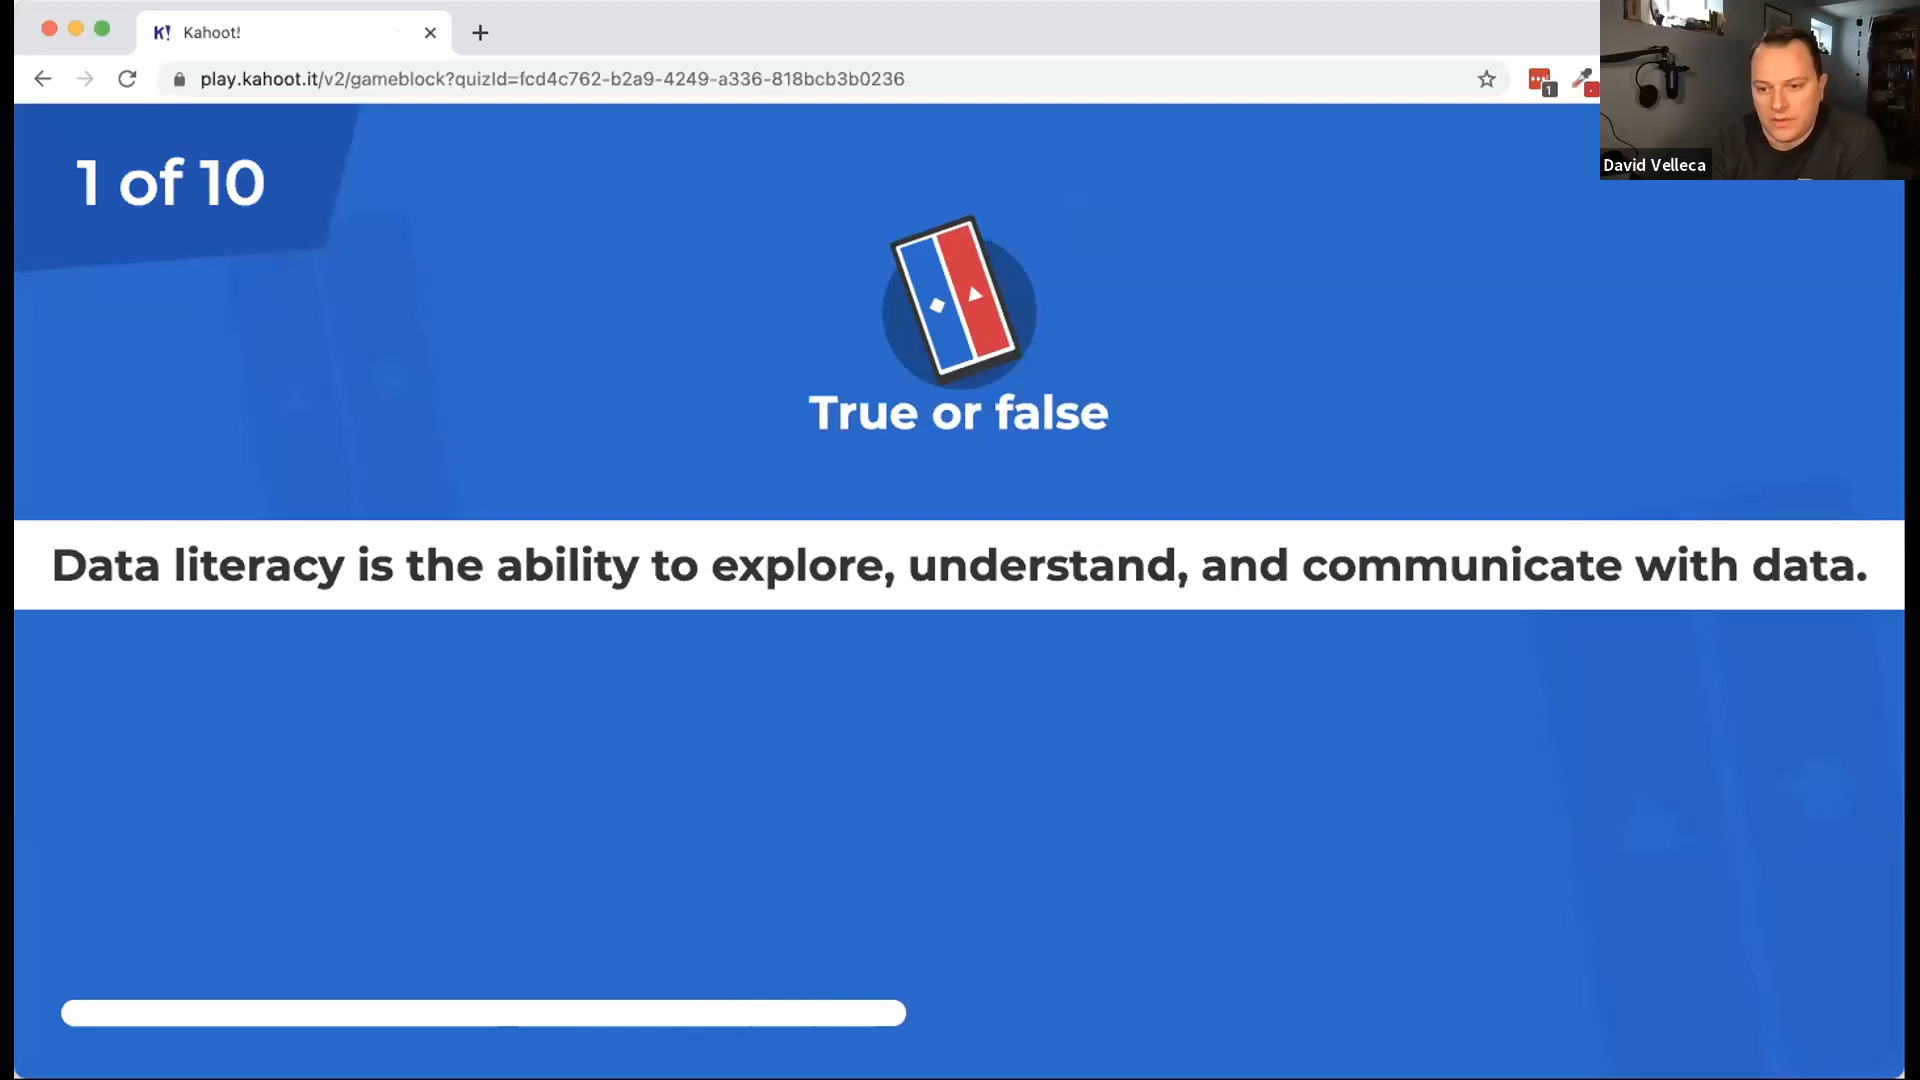 K! Kahoot!
play.kahoot.it/v2/gameblock?quizId=fcd4c762-b2a9-4249-a336-818bcb3b0236
1
David Velleca
1 of 10
True or false
Data literacy is the ability to explore, understand, and communicate with data.